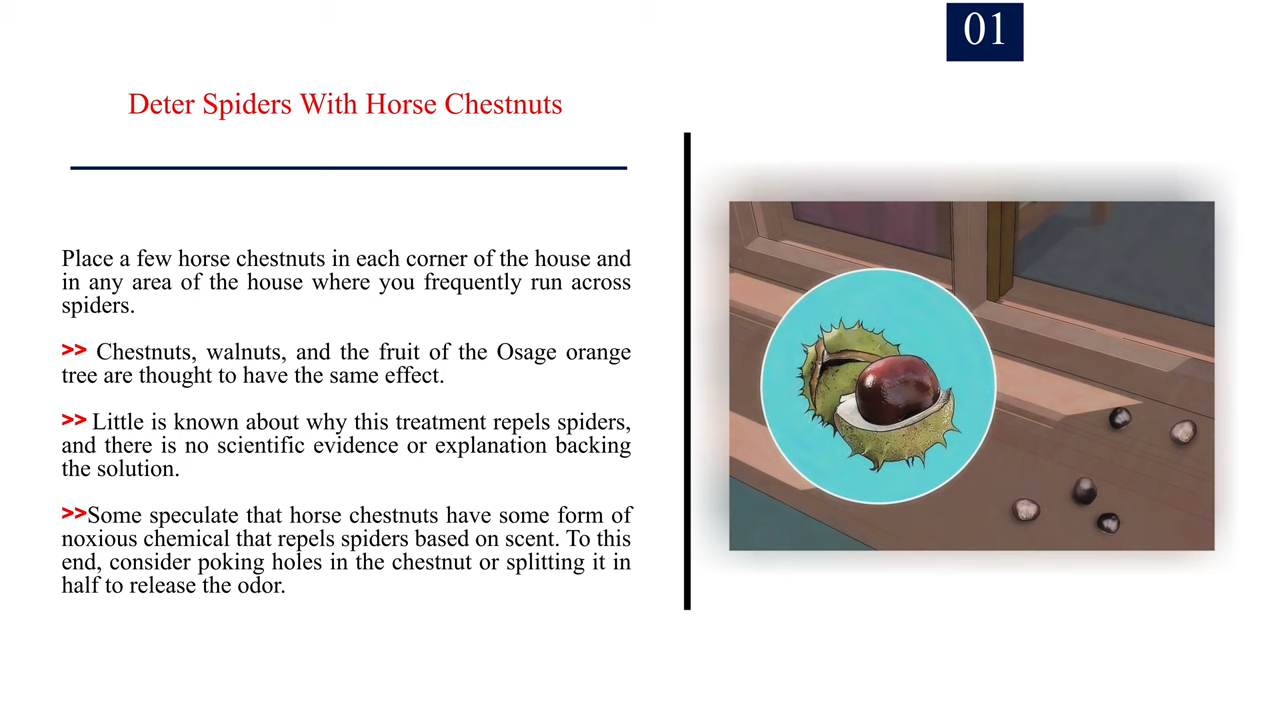 01
Deter Spiders With Horse Chestnuts
Place a few horse chestnuts in each corner of the house and
in any area of the house where you frequently run across
spiders.
>> Chestnuts, walnuts, and the fruit of the Osage orange
tree are thought to have the same effect.
>> Little is known about why this treatment repels spiders,
and there is no scientific evidence or explanation backing
the solution.
>>Some speculate that horse chestnuts have some form of
noxious chemical that repels spiders based on scent. To this
end, consider poking holes in the chestnut or splitting it in
half to release the odor.